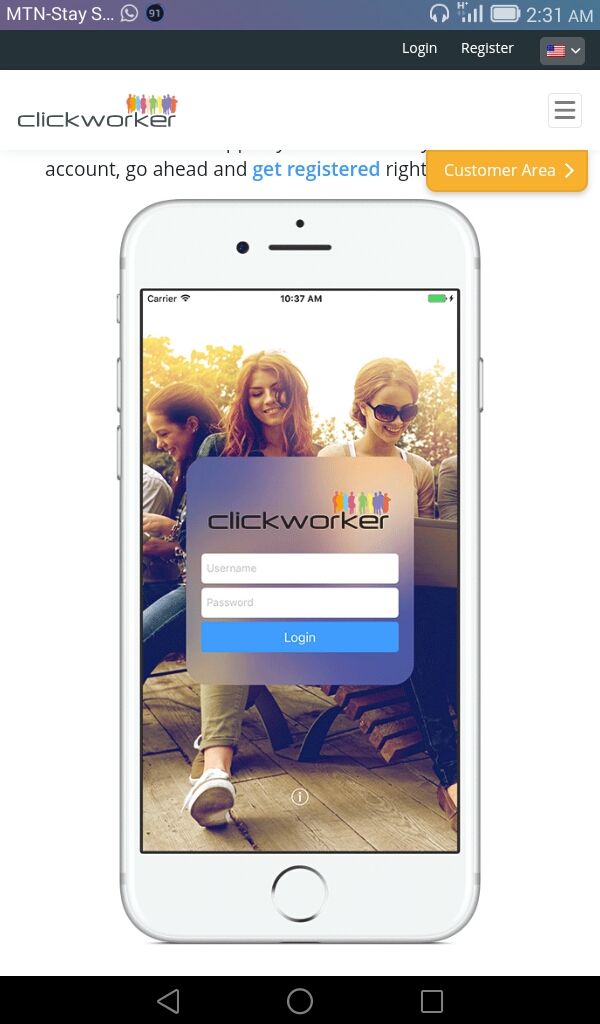 MTN-Stay S... 91 H+ 2:31 AM
Login Register
clickworker
account, go ahead and get registered right
Customer Area
Carrier 10:37 AM
clickworker
Username
Password
Login